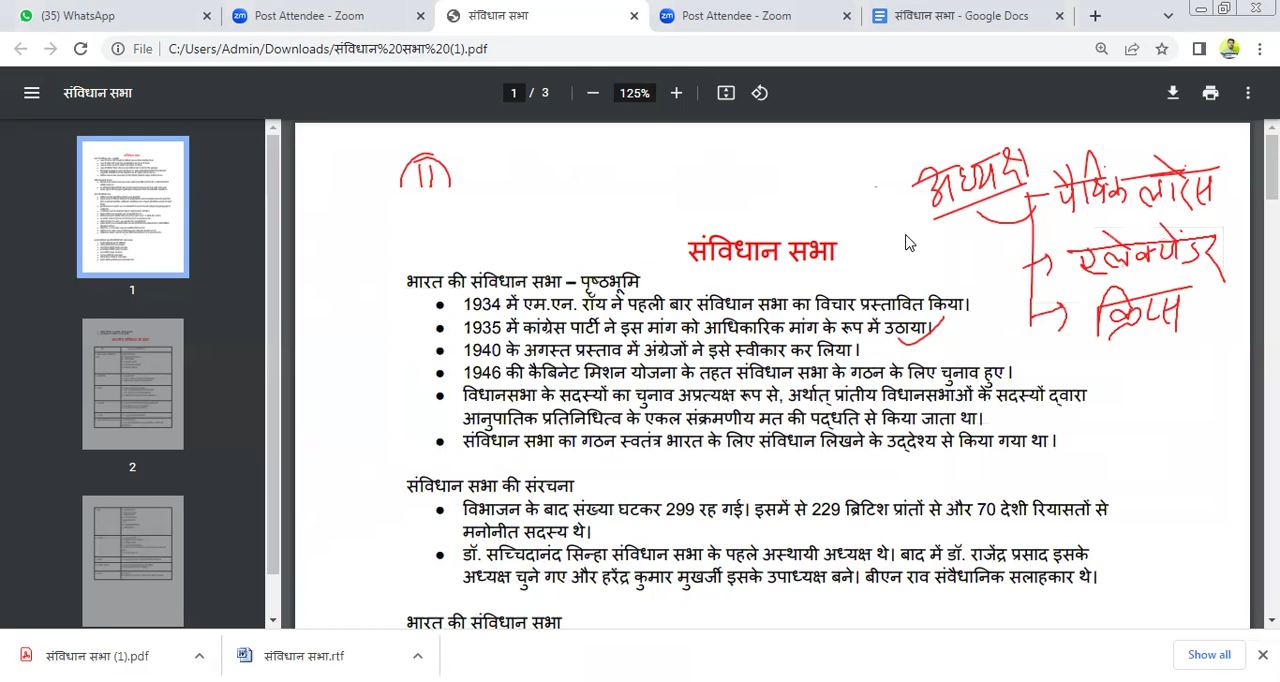 (35) WhatsApp
Post Attendee - Zoom
संविधान सभा
Post Attendee - Zoom
संविधान सभा - Google Docs
File
C:/Users/Admin/Downloads/संविधान%20सभा%20(1).pdf
संविधान सभा
1 / 3
125%
1
2
11
अध्यक्ष
पैथिक लारेंस
एलेक्जेंडर
क्रिप्स
संविधान सभा
भारत की संविधान सभा – पृष्ठभूमि
● 1934 में एम.एन. रॉय ने पहली बार संविधान सभा का विचार प्रस्तावित किया।
● 1935 में कांग्रेस पार्टी ने इस मांग को आधिकारिक मांग के रूप में उठाया।
● 1940 के अगस्त प्रस्ताव में अंग्रेजों ने इसे स्वीकार कर लिया ।
● 1946 की कैबिनेट मिशन योजना के तहत संविधान सभा के गठन के लिए चुनाव हुए ।
● विधानसभा के सदस्यों का चुनाव अप्रत्यक्ष रूप से, अर्थात् प्रांतीय विधानसभाओं के सदस्यों द्वारा
आनुपातिक प्रतिनिधित्व के एकल संक्रमणीय मत की पद्धति से किया जाता था।
● संविधान सभा का गठन स्वतंत्र भारत के लिए संविधान लिखने के उद्देश्य से किया गया था ।
संविधान सभा की संरचना
● विभाजन के बाद संख्या घटकर 299 रह गई। इसमें से 229 ब्रिटिश प्रांतों से और 70 देशी रियासतों से
मनोनीत सदस्य थे।
● डॉ. सच्चिदानंद सिन्हा संविधान सभा के पहले अस्थायी अध्यक्ष थे। बाद में डॉ. राजेंद्र प्रसाद इसके
अध्यक्ष चुने गए और हरेंद्र कुमार मुखर्जी इसके उपाध्यक्ष बने। बीएन राव संवैधानिक सलाहकार थे।
भारत की संविधान सभा
संविधान सभा (1).pdf
संविधान सभा.rtf
Show all